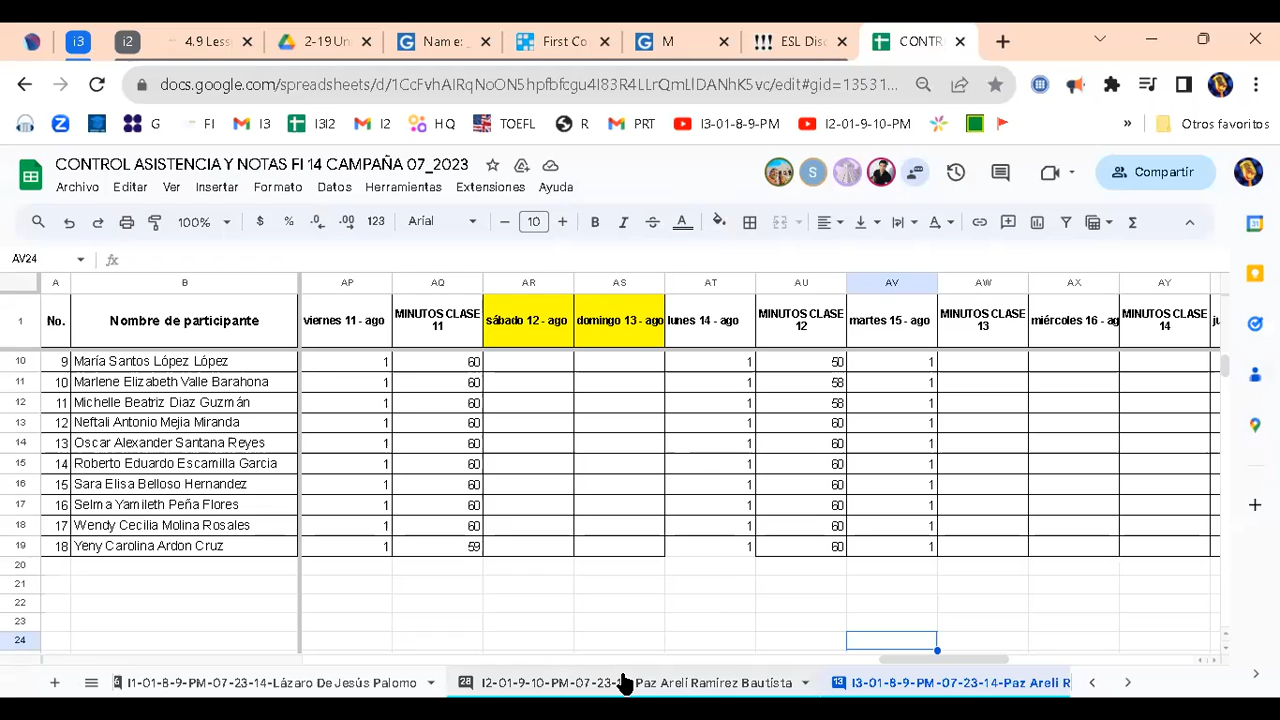 i3 i2 4.9 Less 2-19 Un Name: First Co M ESL Dis CONTR
docs.google.com/spreadsheets/d/1CcFvhAIRqNoON5hpfbfcgu4I83R4LLrQmLlDANhK5vc/edit#gid=13531...
G FI I3 I3I2 I2 HQ TOEFL R PRT I3-01-8-9-PM I2-01-9-10-PM » Otros favoritos
CONTROL ASISTENCIA Y NOTAS FI 14 CAMPAÑA 07_2023
Archivo Editar Ver Insertar Formato Datos Herramientas Extensiones Ayuda
S Compartir
100% $ % .0 .00 123 Arial − 10 + B I S A Σ
AV24 fx
A B AP AQ AR AS AT AU AV AW AX AY
1 No. Nombre de participante viernes 11 - ago MINUTOS CLASE 11 sábado 12 - ago domingo 13 - ago lunes 14 - ago MINUTOS CLASE 12 martes 15 - ago MINUTOS CLASE 13 miércoles 16 - ag MINUTOS CLASE 14 ju
10 9 María Santos López López 1 60 1 50 1
11 10 Marlene Elizabeth Valle Barahona 1 60 1 58 1
12 11 Michelle Beatriz Diaz Guzmán 1 60 1 58 1
13 12 Neftali Antonio Mejia Miranda 1 60 1 60 1
14 13 Oscar Alexander Santana Reyes 1 60 1 60 1
15 14 Roberto Eduardo Escamilla Garcia 1 60 1 60 1
16 15 Sara Elisa Belloso Hernandez 1 60 1 60 1
17 16 Selma Yamileth Peña Flores 1 60 1 60 1
18 17 Wendy Cecilia Molina Rosales 1 60 1 60 1
19 18 Yeny Carolina Ardon Cruz 1 59 1 60 1
20
21
22
23
24
I1-01-8-9-PM-07-23-14-Lázaro De Jesús Palomo 28 I2-01-9-10-PM-07-23-1 Paz Areli Ramirez Bautista 13 I3-01-8-9-PM-07-23-14-Paz Areli R